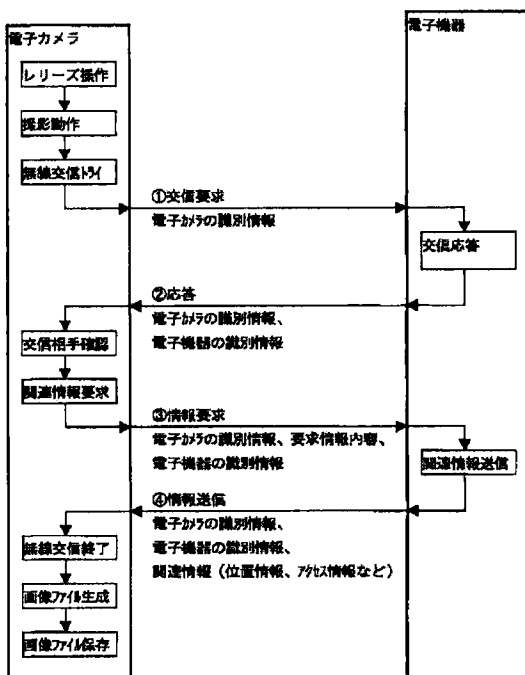 電子カメラ
電子機器
レリーズ操作
撮影動作
無線交信トライ
①交信要求
電子カメラの識別情報
交信応答
②応答
電子カメラの識別情報、
電子機器の識別情報
交信相手確認
関連情報要求
③情報要求
電子カメラの識別情報、要求情報内容、
電子機器の識別情報
関連情報送信
④情報送信
電子カメラの識別情報、
電子機器の識別情報、
関連情報（位置情報、アクセス情報など）
無線交信終了
画像ファイル生成
画像ファイル保存